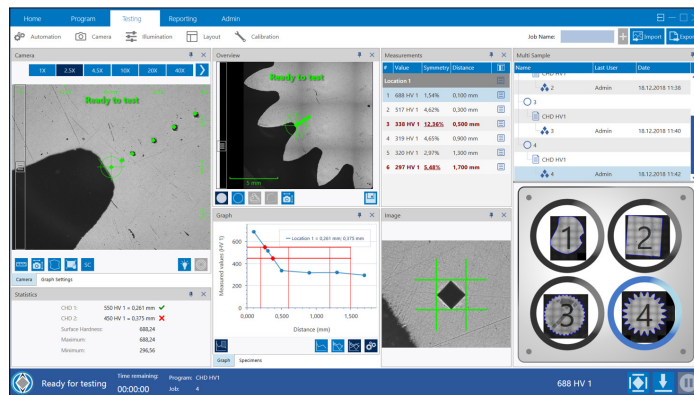 Home Program Testing Reporting Admin
Automation Camera Illumination Layout Calibration Job Name: Import Export
Camera
1X 2.5X 4.5X 10X 20X 40X
Ready to test
Camera Graph Settings
Statistics
CHD 1: 550 HV 1 = 0,261 mm
CHD 2: 450 HV 1 = 0,375 mm
Surface Hardness: 688,24
Maximum: 688,24
Minimum: 296,56
Overview
Ready to test
5 mm
Graph
Location 1 = 0,261 mm; 0,375 mm
Measured values (HV 1)
600
400
200
0
0,000 0,500 1,000 1,500
Distance (mm)
Graph Specimens
Measurements
# Value Symmetry Distance
Location 1
1 688 HV 1 1,54% 0,100 mm
2 517 HV 1 4,62% 0,300 mm
3 338 HV 1 12,36% 0,500 mm
4 319 HV 1 4,65% 0,900 mm
5 320 HV 1 2,97% 1,300 mm
6 297 HV 1 5,48% 1,700 mm
Image
Multi Sample
Name Last User Date
CHD HV1
2 Admin 18.12.2018 11:38
3
CHD HV1
3 Admin 18.12.2018 11:40
4
CHD HV1
4 Admin 18.12.2018 11:42
1 2
3 4
Ready for testing
Time remaining:
00:00:00
Program: CHD HV1
Job: 4
688 HV 1